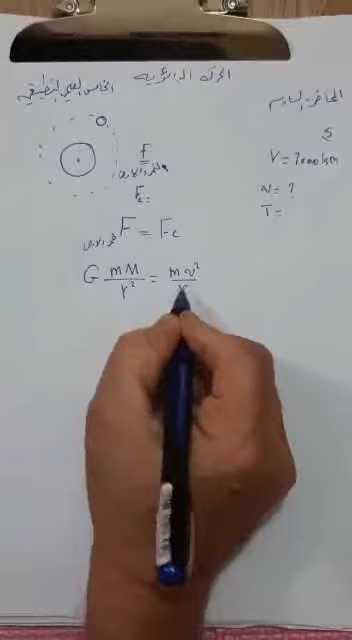 الحركة الدائرية
الخامس العلمي التطبيقي
المحاضرة السادسة
r = 7000 km
v = ?
T =
F
Fc
F = Fc
G mM/r² = mv²/r